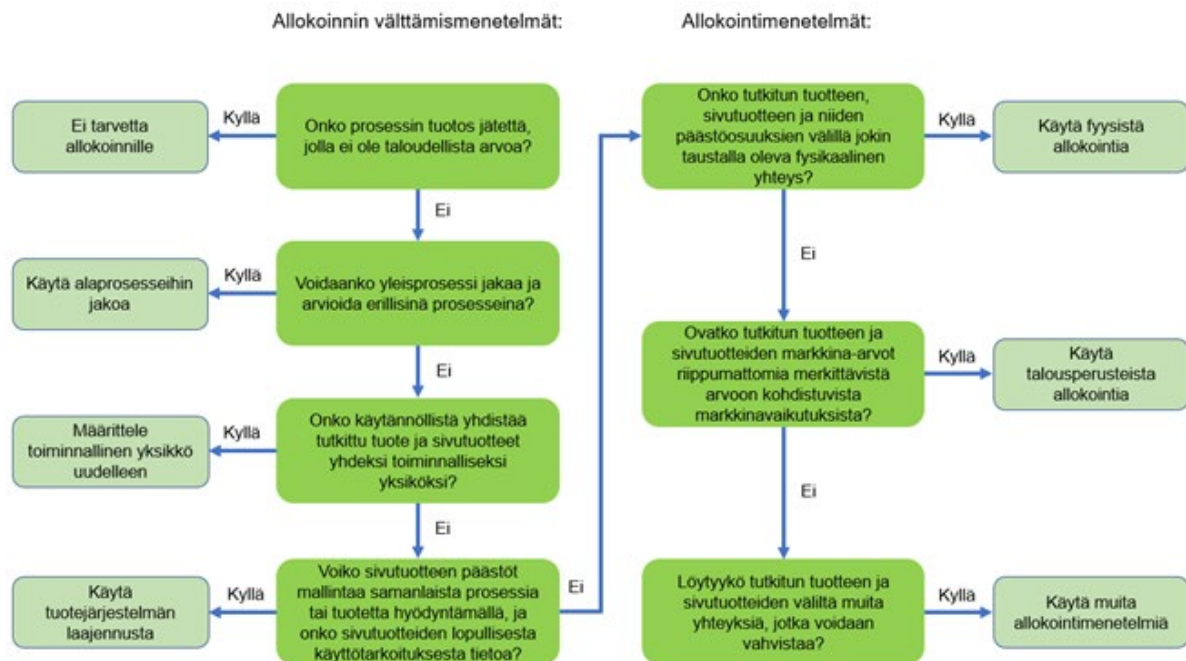 Allokoinnin välttämismenetelmät:
Allokointimenetelmät:
Ei tarvetta
allokoinnille
Kyllä
Onko prosessin tuotos jätettä,
jolla ei ole taloudellista arvoa?
Ei
Käytä alaprosesseihin
jakoa
Kyllä
Voidaanko yleisprosessi jakaa ja
arvioida erillisinä prosesseina?
Ei
Määrittele
toiminnallinen yksikkö
uudelleen
Kyllä
Onko käytännöllistä yhdistää
tutkittu tuote ja sivutuotteet
yhdeksi toiminnalliseksi
yksiköksi?
Ei
Käytä
tuotejärjestelmän
laajennusta
Kyllä
Voiko sivutuotteen päästöt
mallintaa samanlaista prosessia
tai tuotetta hyödyntämällä, ja
onko sivutuotteiden lopullisesta
käyttötarkoituksesta tietoa?
Ei
Onko tutkitun tuotteen,
sivutuotteen ja niiden
päästöosuuksien välillä jokin
taustalla oleva fysikaalinen
yhteys?
Kyllä
Käytä fyysistä
allokointia
Ei
Ovatko tutkitun tuotteen ja
sivutuotteiden markkina-arvot
riippumattomia merkittävistä
arvoon kohdistuvista
markkinavaikutuksista?
Kyllä
Käytä
talousperusteista
allokointia
Ei
Löytyykö tutkitun tuotteen ja
sivutuotteiden väliltä muita
yhteyksiä, jotka voidaan
vahvistaa?
Kyllä
Käytä muita
allokointimenetelmiä